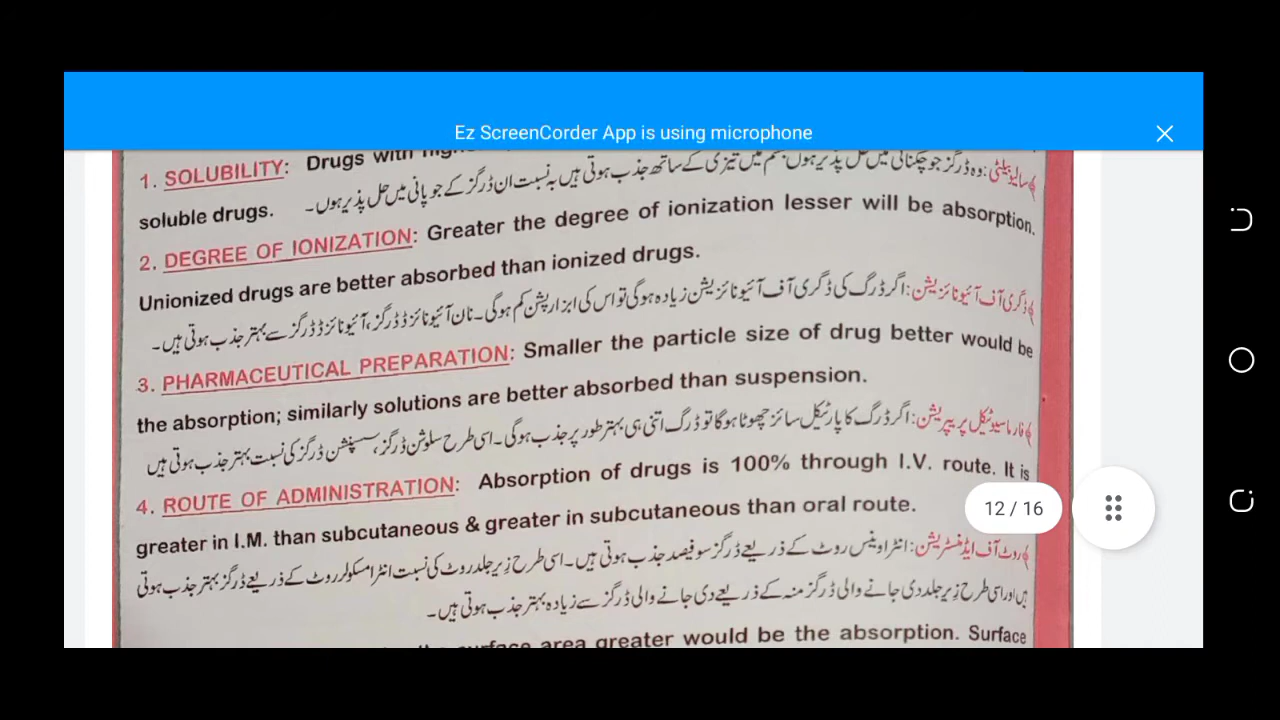 Ez ScreenCorder App is using microphone
1. SOLUBILITY: Drugs with
سالیوبیلٹی: وہ ڈرگز جو چکنائی میں حل پذیر ہوں جسم میں تیزی کے ساتھ جذب ہوتی ہیں بہ نسبت ان ڈرگز کے جو پانی میں حل پذیر ہوں۔
soluble drugs.
2. DEGREE OF IONIZATION: Greater the degree of ionization lesser will be absorption.
Unionized drugs are better absorbed than ionized drugs.
ڈگری آف آئیونائزیشن: اگر ڈرگ کی ڈگری آف آئیونائزیشن زیادہ ہوگی تو اس کی ابزارپشن کم ہوگی۔ نان آئیونائزڈ ڈرگز، آئیونائزڈ ڈرگز سے بہتر جذب ہوتی ہیں۔
3. PHARMACEUTICAL PREPARATION: Smaller the particle size of drug better would be
the absorption; similarly solutions are better absorbed than suspension.
فارماسیوٹیکل پریپریشن: اگر ڈرگ کا پارٹیکل سائز چھوٹا ہوگا تو ڈرگ اتنی ہی بہتر طور پر جذب ہوگی۔ اسی طرح سلوشن ڈرگز، سسپنشن ڈرگز کی نسبت بہتر جذب ہوتی ہیں
4. ROUTE OF ADMINISTRATION: Absorption of drugs is 100% through I.V. route. It is
greater in I.M. than subcutaneous & greater in subcutaneous than oral route.
12 / 16
روٹ آف ایڈمنسٹریشن: انٹراوینس روٹ کے ذریعے ڈرگز سو فیصد جذب ہوتی ہیں۔ اسی طرح زیر جلد روٹ کی نسبت انٹرامسکولر روٹ کے ذریعے ڈرگز بہتر جذب ہوتی
ہیں اور اسی طرح زیر جلد دی جانے والی ڈرگز منہ کے ذریعے دی جانے والی ڈرگز سے زیادہ بہتر جذب ہوتی ہیں۔
surface area greater would be the absorption. Surface